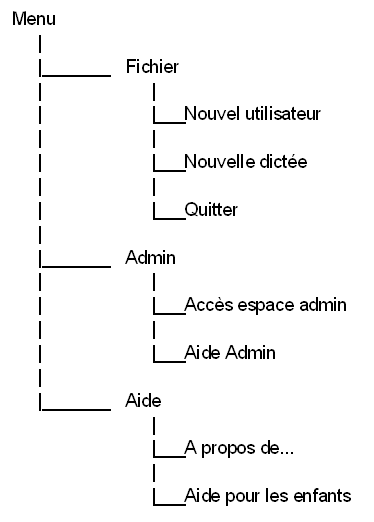 Menu
Fichier
Nouvel utilisateur
Nouvelle dictée
Quitter
Admin
Accès espace admin
Aide Admin
Aide
A propos de...
Aide pour les enfants